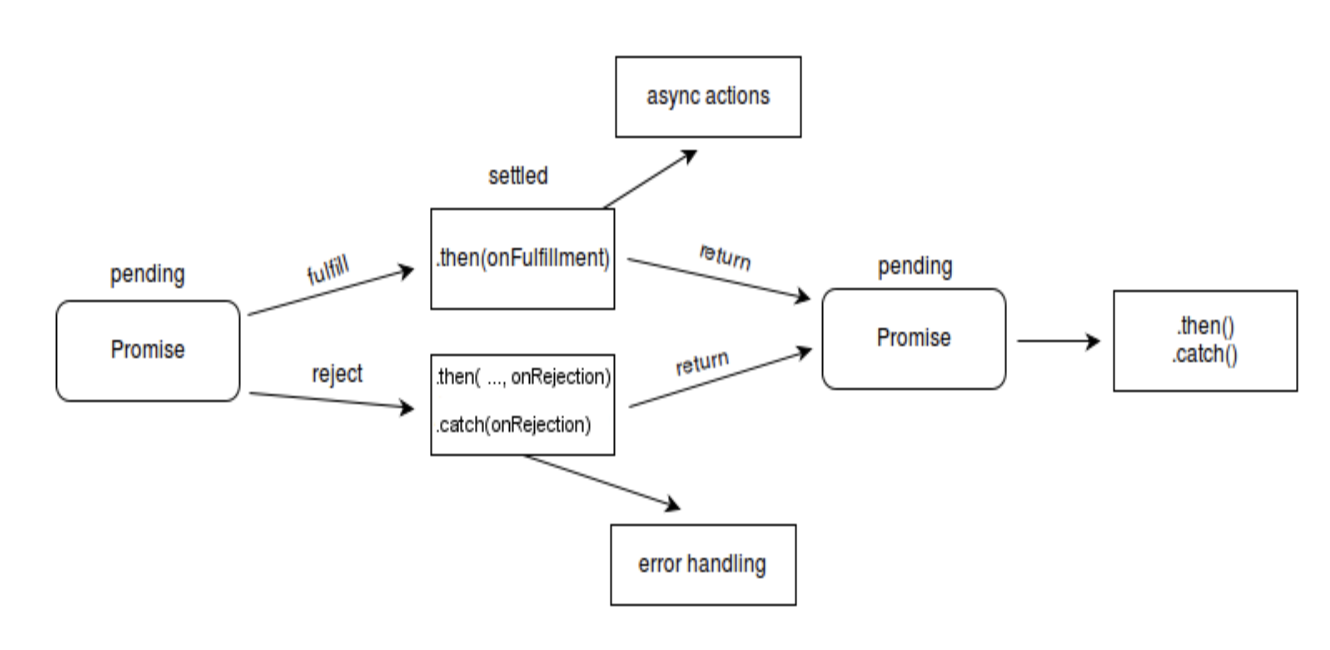 async actions
settled
.then(onFulfillment)
return
fulfill
pending
Promise
reject
.then( ..., onRejection)
.catch(onRejection)
return
pending
Promise
.then()
.catch()
error handling